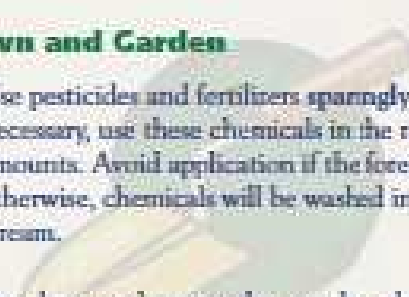 wn and Garden
se pesticides and fertilizers sparingly
ecessary, use these chemicals in the r
mounts. Avoid application if the fore
therwise, chemicals will be washed in
ream.